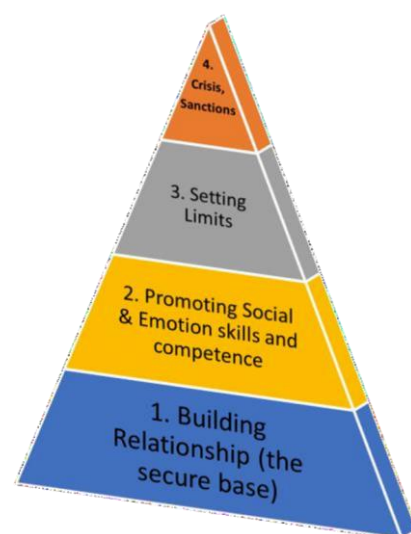 4.
Crisis,
Sanctions
3. Setting
Limits
2. Promoting Social
& Emotion skills and
competence
1. Building
Relationship (the
secure base)